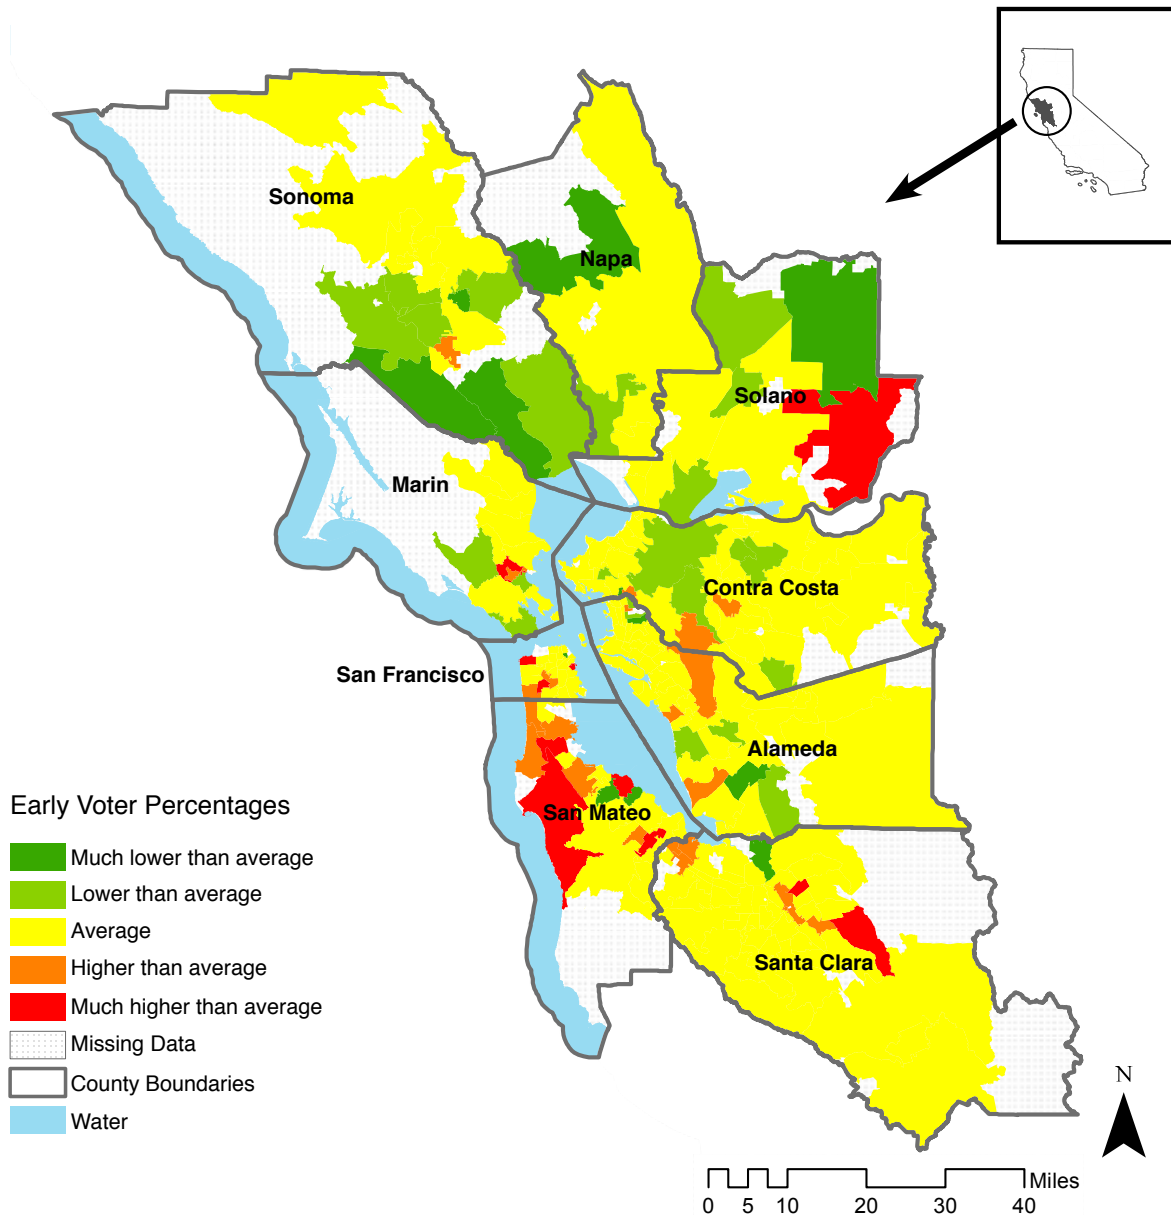 Sonoma
Napa
Solano
Marin
Contra Costa
San Francisco
Alameda
San Mateo
Santa Clara
Early Voter Percentages
Much lower than average
Lower than average
Average
Higher than average
Much higher than average
Missing Data
County Boundaries
Water
N
Miles
0 5 10 20 30 40